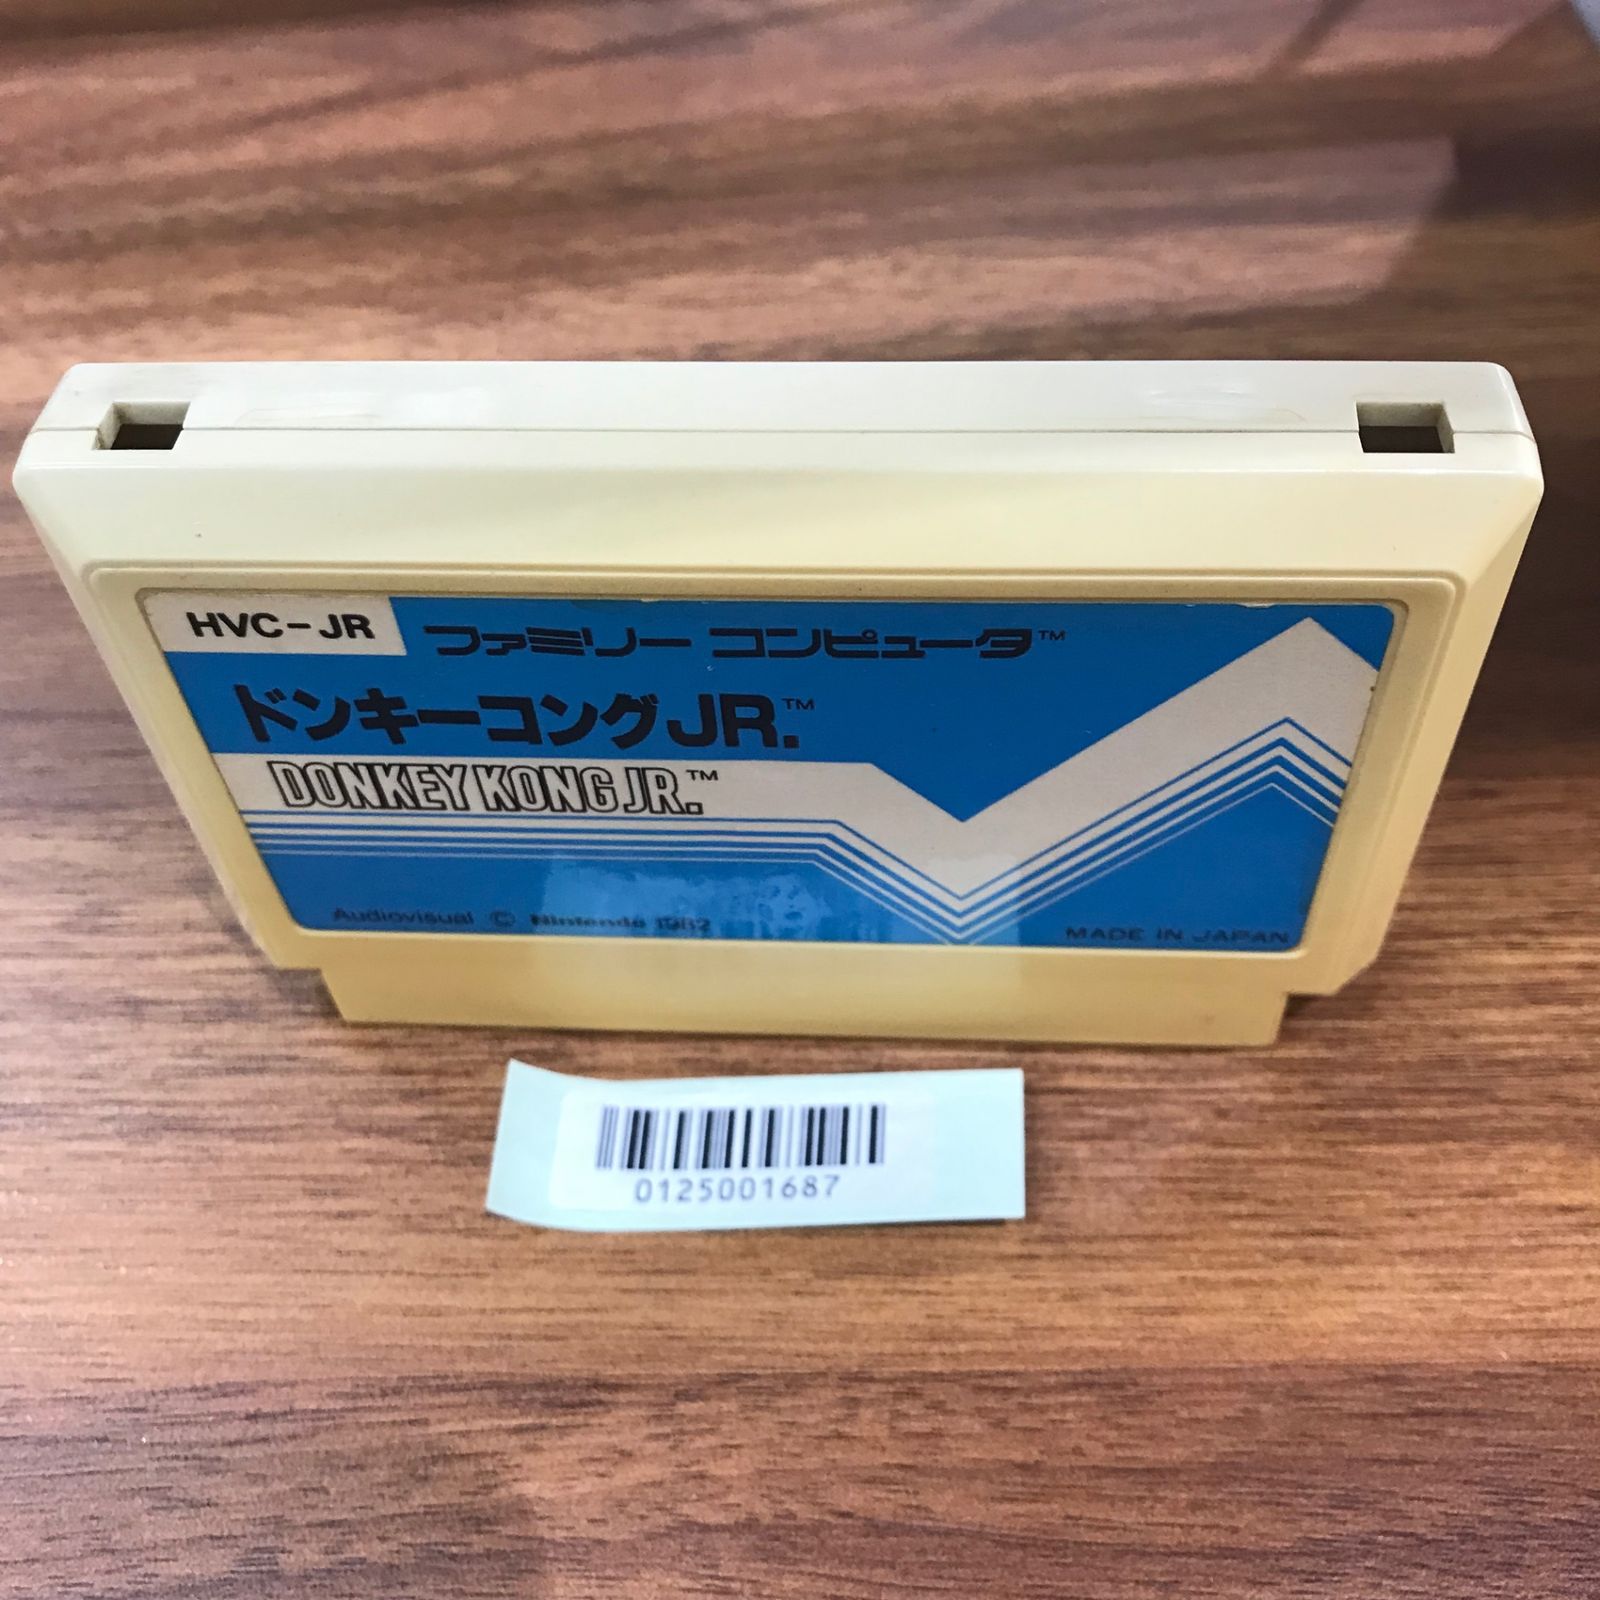 HVC-JR
ファミリー コンピュータ™
ドンキーコングJR.™
DONKEY KONG JR.™
Audiovisual © Nintendo 1982
MADE IN JAPAN
0125001687